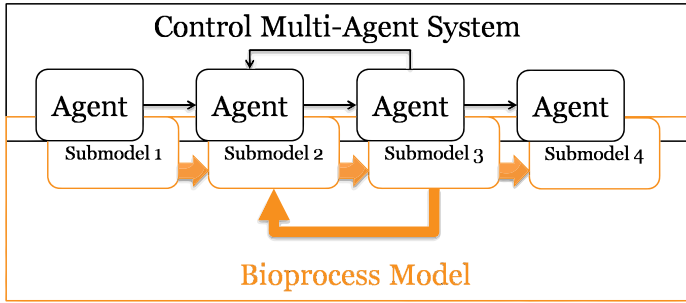 Control Multi-Agent System
Agent Agent Agent Agent
Submodel 1 Submodel 2 Submodel 3 Submodel 4
Bioprocess Model